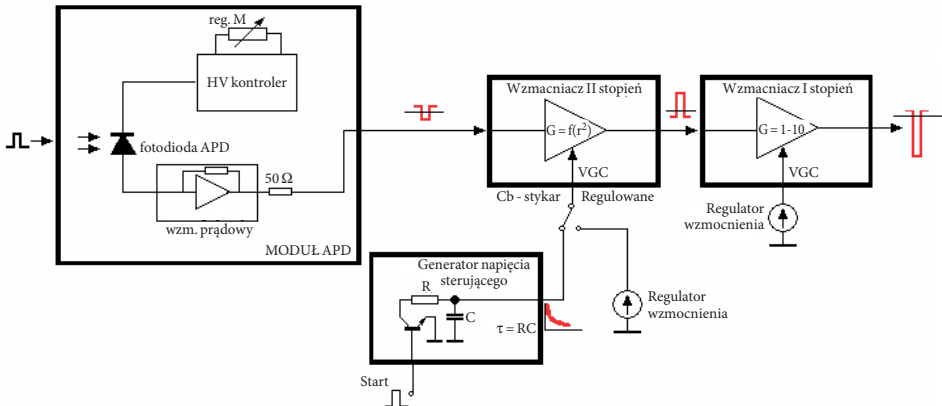 reg. M
HV kontroler
fotodioda APD
50 Ω
wzm. prądowy
MODUŁ APD
Wzmacniacz II stopień
G = f(r²)
VGC
Wzmacniacz I stopień
G = 1-10
VGC
Cb - stykar
Regulowane
Regulator
wzmocnienia
Generator napięcia
sterującego
R
C
τ = RC
Regulator
wzmocnienia
Start